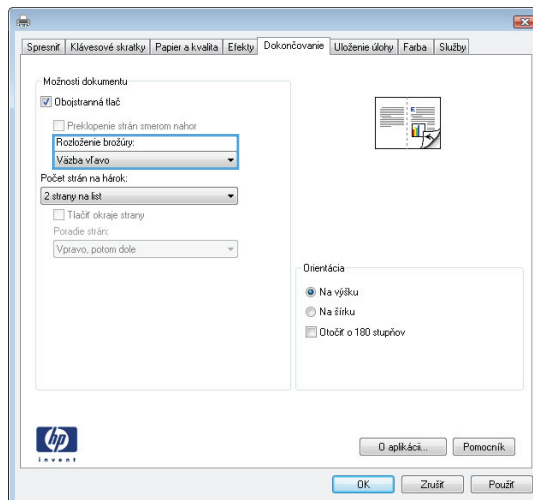 Spresniť Klávesové skratky Papier a kvalita Efekty Dokončovanie Uloženie úlohy Farba Služby
Možnosti dokumentu
Obojstranná tlač
Preklopenie strán smerom nahor
Rozloženie brožúry:
Väzba vľavo
Počet strán na hárok:
2 strany na list
Tlačiť okraje strany
Poradie strán:
Vpravo, potom dole
Orientácia
Na výšku
Na šírku
Otočiť o 180 stupňov
hp
invent
O aplikácii... Pomocník
OK Zrušiť Použiť